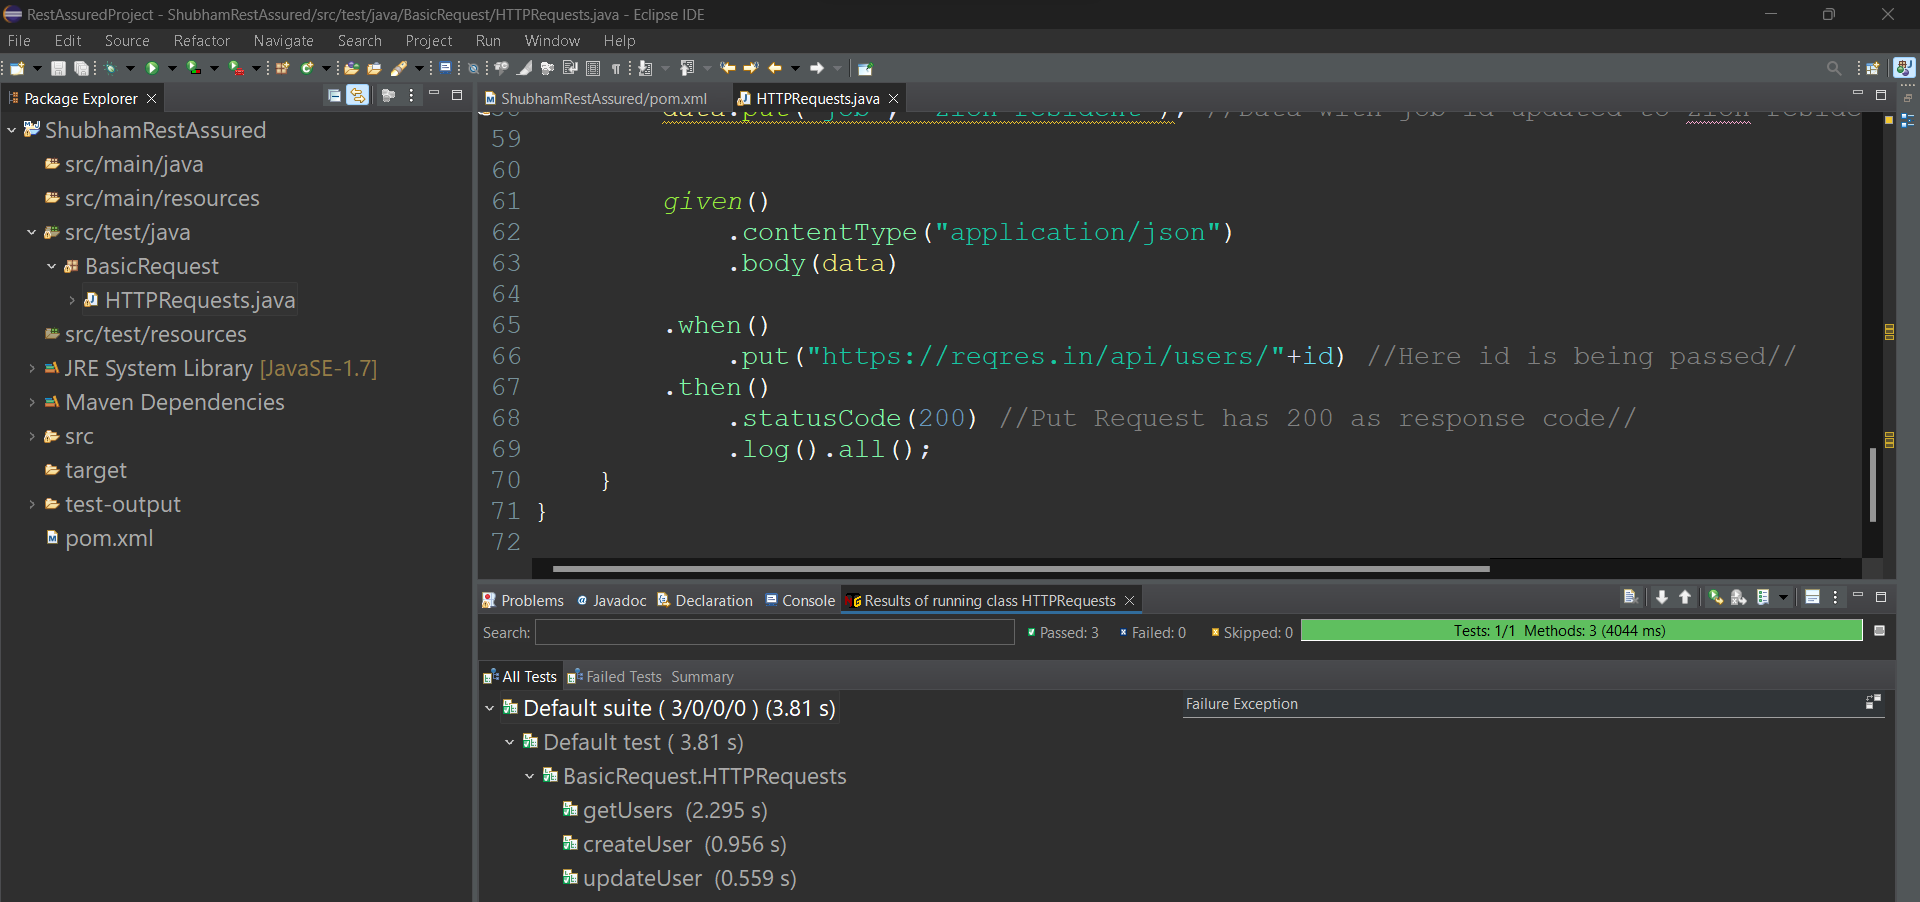 RestAssuredProject - ShubhamRestAssured/src/test/java/BasicRequest/HTTPRequests.java - Eclipse IDE
File Edit Source Refactor Navigate Search Project Run Window Help
Package Explorer
ShubhamRestAssured
src/main/java
src/main/resources
src/test/java
BasicRequest
HTTPRequests.java
src/test/resources
JRE System Library [JavaSE-1.7]
Maven Dependencies
src
target
test-output
pom.xml
ShubhamRestAssured/pom.xml HTTPRequests.java
59
60
61 given()
62 .contentType("application/json")
63 .body(data)
64
65 .when()
66 .put("https://reqres.in/api/users/"+id) //Here id is being passed//
67 .then()
68 .statusCode(200) //Put Request has 200 as response code//
69 .log().all();
70 }
71 }
72
Problems Javadoc Declaration Console Results of running class HTTPRequests
Search: Passed: 3 Failed: 0 Skipped: 0 Tests: 1/1 Methods: 3 (4044 ms)
All Tests Failed Tests Summary
Default suite ( 3/0/0/0 ) (3.81 s)
Failure Exception
Default test ( 3.81 s)
BasicRequest.HTTPRequests
getUsers (2.295 s)
createUser (0.956 s)
updateUser (0.559 s)